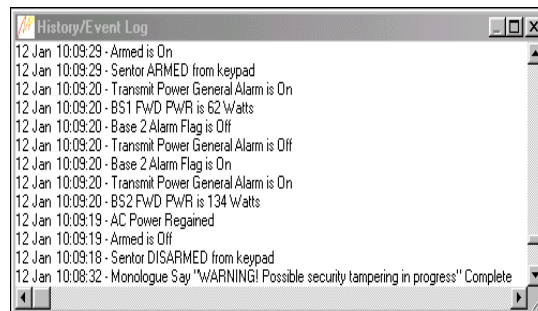 History/Event Log
12 Jan 10:09:29 - Armed is On
12 Jan 10:09:29 - Sentor ARMED from keypad
12 Jan 10:09:20 - Transmit Power General Alarm is On
12 Jan 10:09:20 - BS1 FWD PWR is 62 Watts
12 Jan 10:09:20 - Base 2 Alarm Flag is Off
12 Jan 10:09:20 - Transmit Power General Alarm is Off
12 Jan 10:09:20 - Base 2 Alarm Flag is On
12 Jan 10:09:20 - Transmit Power General Alarm is On
12 Jan 10:09:20 - BS2 FWD PWR is 134 Watts
12 Jan 10:09:19 - AC Power Regained
12 Jan 10:09:19 - Armed is Off
12 Jan 10:09:18 - Sentor DISARMED from keypad
12 Jan 10:08:32 - Monologue Say "WARNING! Possible security tampering in progress" Complete